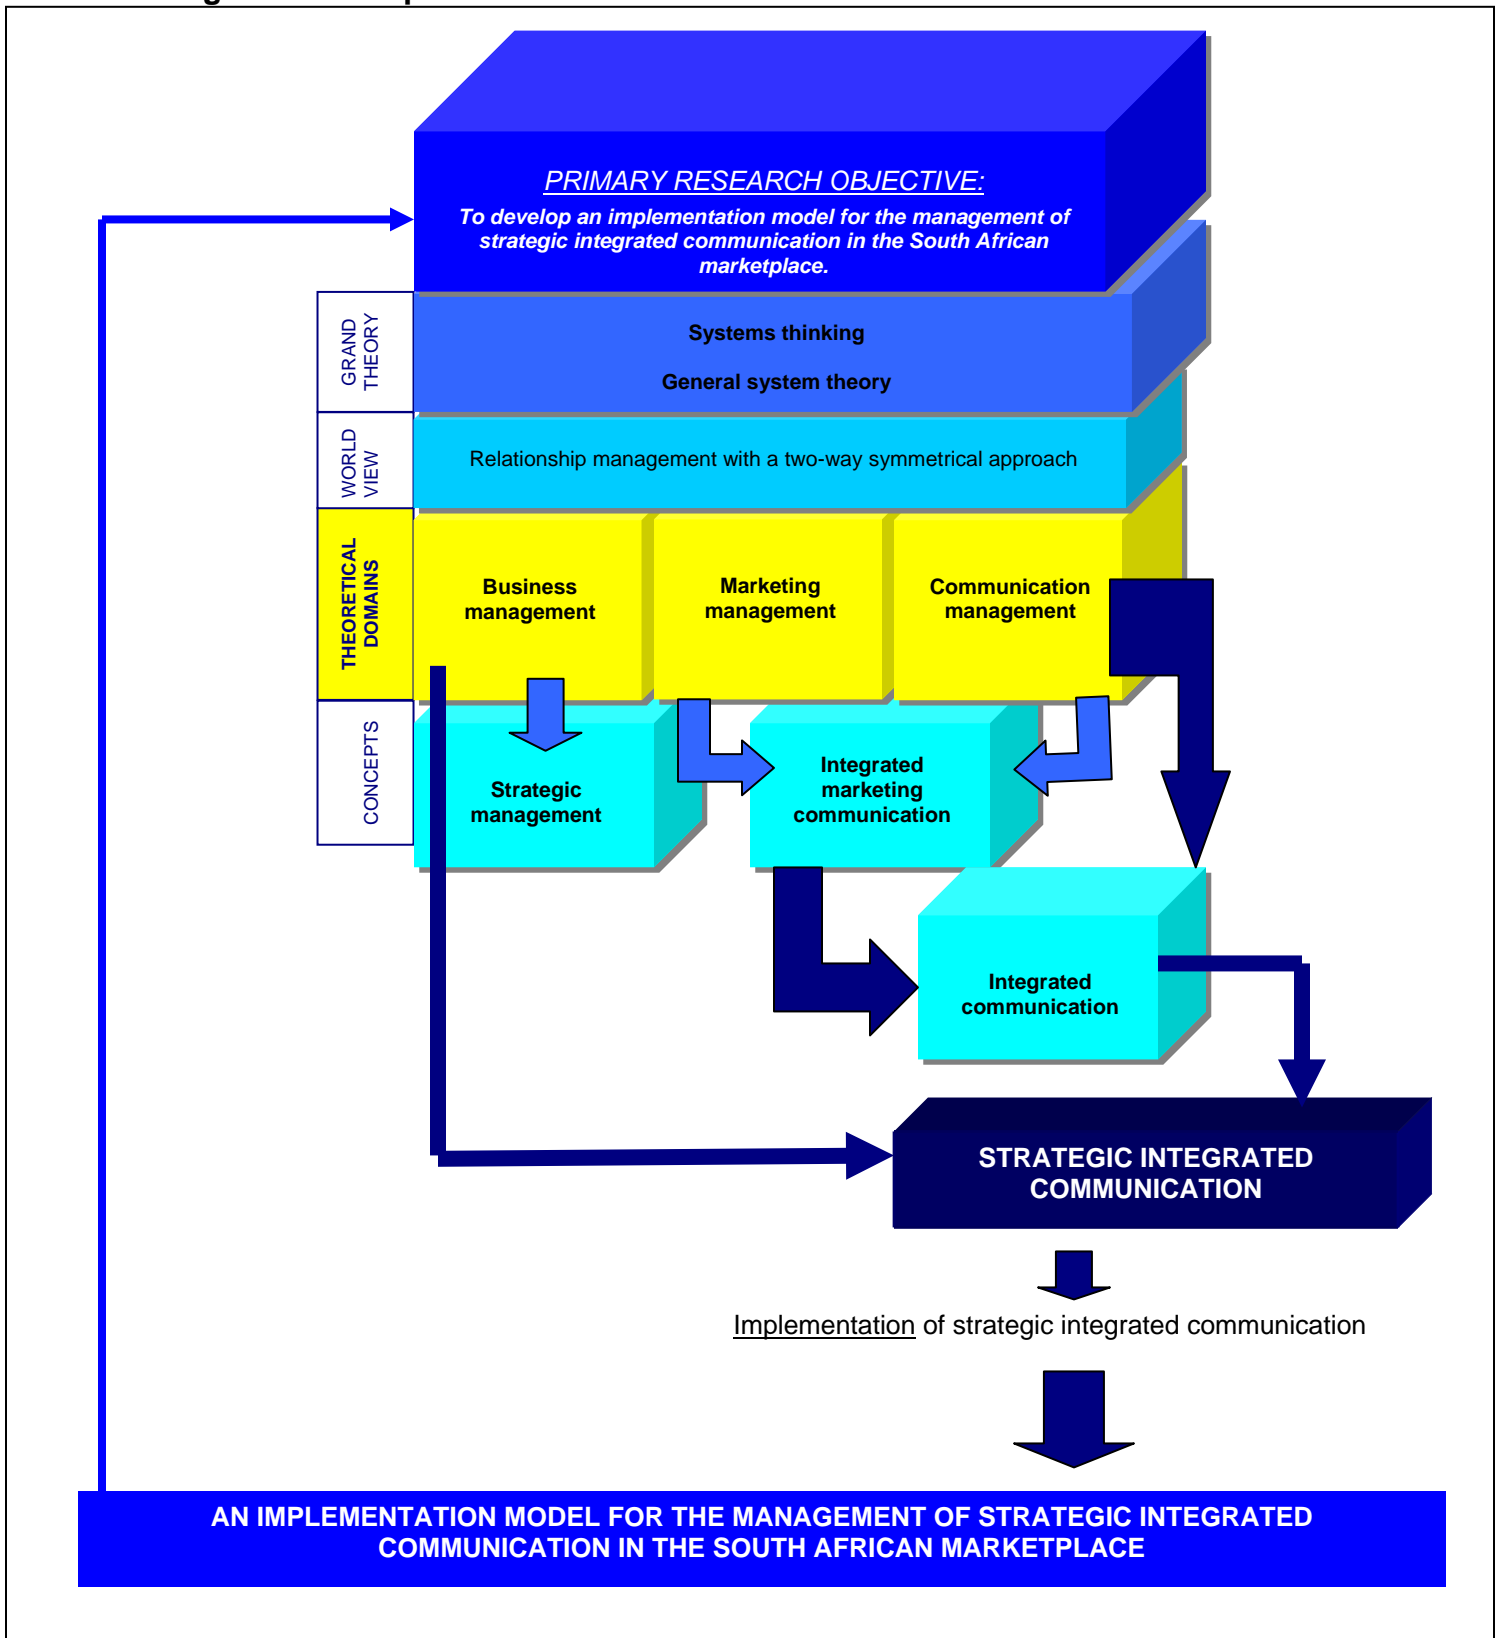 PRIMARY RESEARCH OBJECTIVE:
To develop an implementation model for the management of
strategic integrated communication in the South African
marketplace.
GRAND
THEORY
Systems thinking
General system theory
WORLD
VIEW
Relationship management with a two-way symmetrical approach
THEORETICAL
DOMAINS
Business
management
Marketing
management
Communication
management
CONCEPTS
Strategic
management
Integrated
marketing
communication
Integrated
communication
STRATEGIC INTEGRATED
COMMUNICATION
Implementation of strategic integrated communication
AN IMPLEMENTATION MODEL FOR THE MANAGEMENT OF STRATEGIC INTEGRATED
COMMUNICATION IN THE SOUTH AFRICAN MARKETPLACE